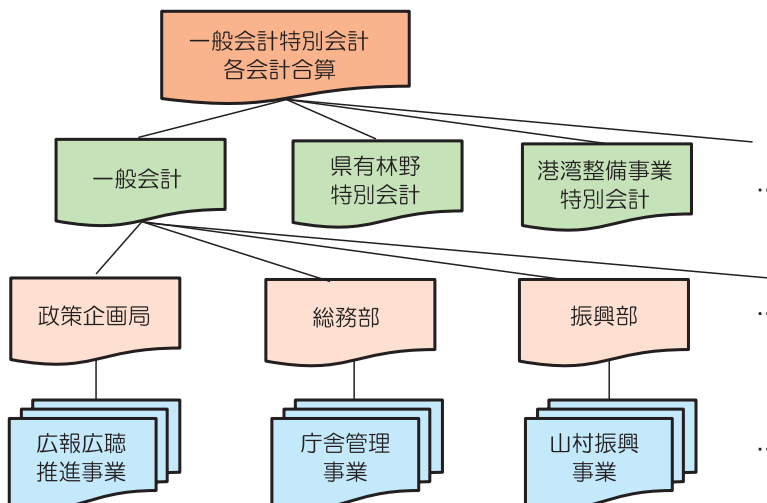 一般会計特別会計
各会計合算
一般会計
県有林野
特別会計
港湾整備事業
特別会計
‥
政策企画局
総務部
振興部
‥
広報広聴
推進事業
庁舎管理
事業
山村振興
事業
‥